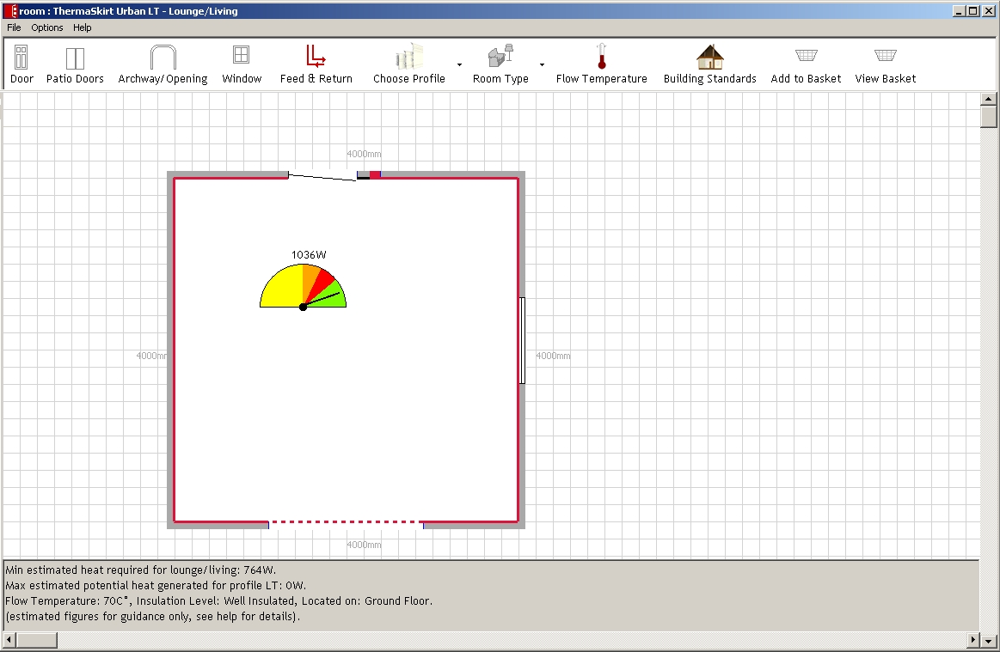 room : ThermaSkirt Urban LT - Lounge/Living
File Options Help
Door Patio Doors Archway/Opening Window Feed & Return Choose Profile Room Type Flow Temperature Building Standards Add to Basket View Basket
4000mm
1036W
4000mm 4000mm
4000mm
Min estimated heat required for lounge/living: 764W.
Max estimated potential heat generated for profile LT: 0W.
Flow Temperature: 70C°, Insulation Level: Well Insulated, Located on: Ground Floor.
(estimated figures for guidance only, see help for details).